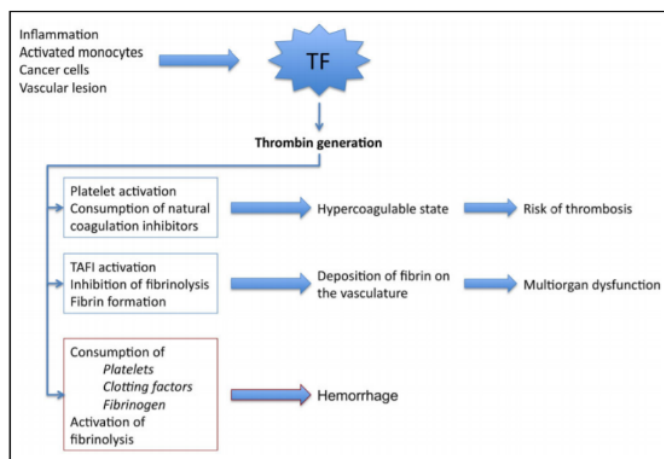 Inflammation
Activated monocytes
Cancer cells
Vascular lesion
TF
Thrombin generation
Platelet activation
Consumption of natural
coagulation inhibitors
Hypercoagulable state
Risk of thrombosis
TAFI activation
Inhibition of fibrinolysis
Fibrin formation
Deposition of fibrin on
the vasculature
Multiorgan dysfunction
Consumption of
Platelets
Clotting factors
Fibrinogen
Activation of
fibrinolysis
Hemorrhage